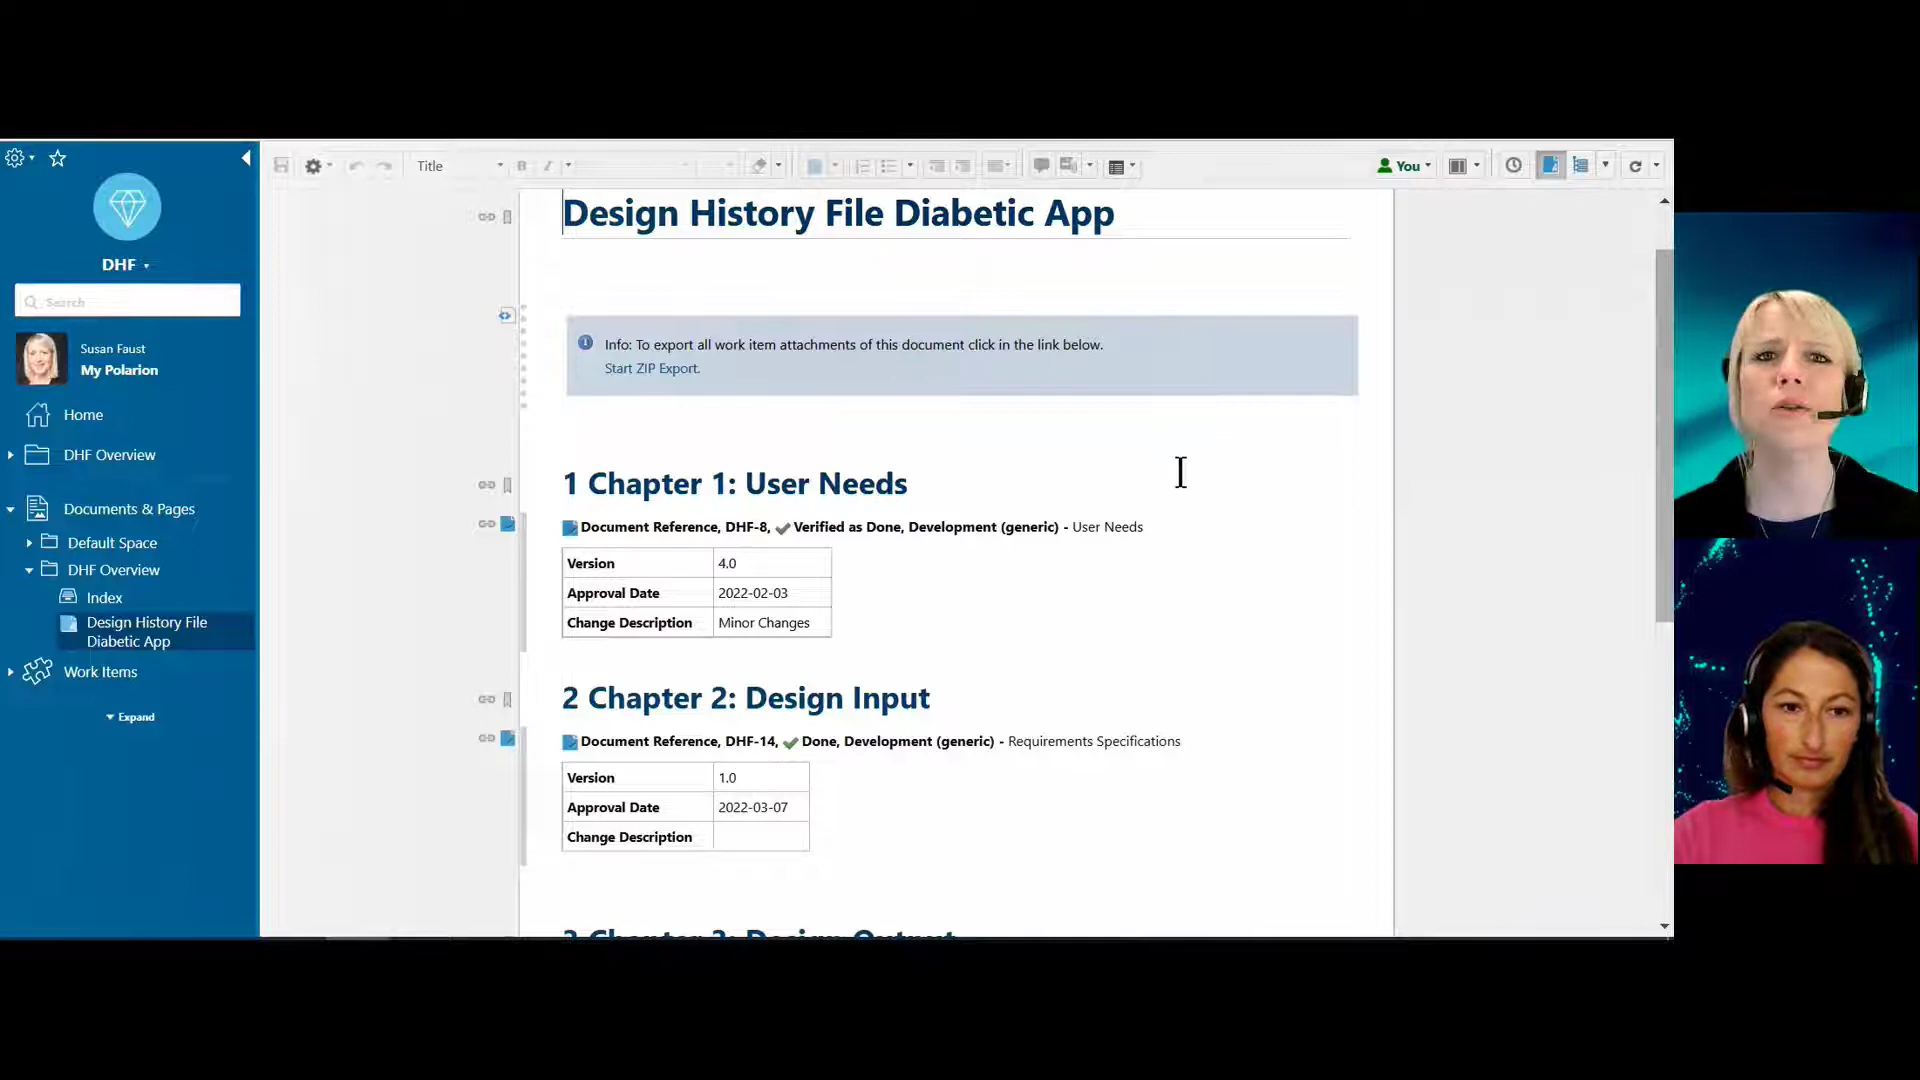 Title
You
DHF
Search
Susan Faust
My Polarion
Home
DHF Overview
Documents & Pages
Default Space
DHF Overview
Index
Design History File
Diabetic App
Work Items
Expand
Design History File Diabetic App
Info: To export all work item attachments of this document click in the link below.
Start ZIP Export.
1 Chapter 1: User Needs
Document Reference, DHF-8, Verified as Done, Development (generic) - User Needs
Version 4.0
Approval Date 2022-02-03
Change Description Minor Changes
2 Chapter 2: Design Input
Document Reference, DHF-14, Done, Development (generic) - Requirements Specifications
Version 1.0
Approval Date 2022-03-07
Change Description
3 Chapter 3: Design Output